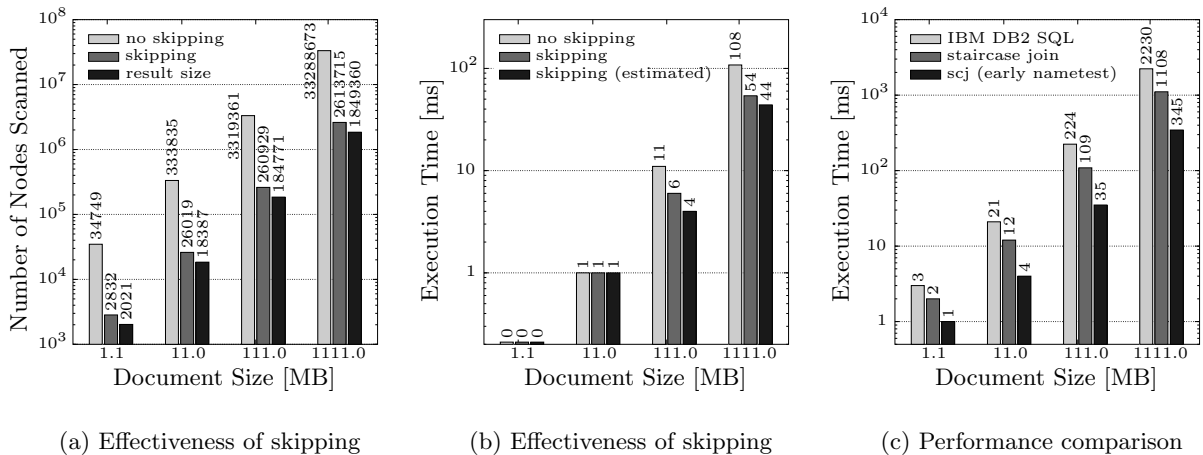 10^8
10^7
10^6
10^5
10^4
10^3
Number of Nodes Scanned
no skipping
skipping
result size
34749
2832
2021
333835
26019
18387
3319361
260929
184771
33288673
2613715
1849360
1.1 11.0 111.0 1111.0
Document Size [MB]
(a) Effectiveness of skipping
10^2
10
1
Execution Time [ms]
no skipping
skipping
skipping (estimated)
0
0
0
1
1
1
11
6
4
108
54
44
1.1 11.0 111.0 1111.0
Document Size [MB]
(b) Effectiveness of skipping
10^4
10^3
10^2
10
1
Execution Time [ms]
IBM DB2 SQL
staircase join
scj (early nametest)
3
2
1
21
12
4
224
109
35
2230
1108
345
1.1 11.0 111.0 1111.0
Document Size [MB]
(c) Performance comparison